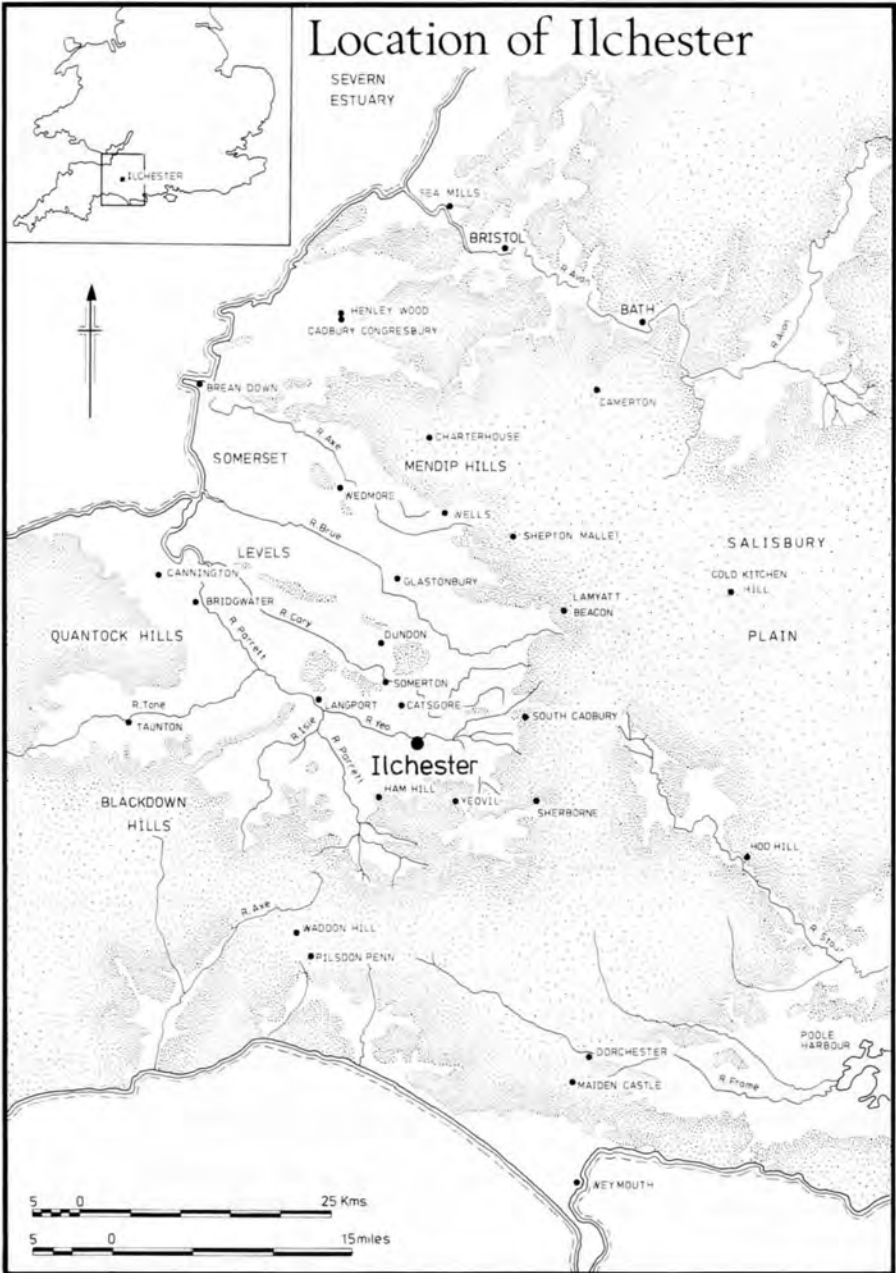 Location of Ilchester
SEVERN
ESTUARY
ILCHESTER
SEA MILLS
BRISTOL
R. Avon
BATH
R. Avon
HENLEY WOOD
CADBURY CONGRESBURY
BREAN DOWN
CAMERTON
R. Axe
CHARTERHOUSE
SOMERSET
MENDIP HILLS
WEDMORE
WELLS
R. Brue
SHEPTON MALLET
SALISBURY
LEVELS
CANNINGTON
GLASTONBURY
COLD KITCHEN
HILL
LAMYATT
BEACON
BRIDGWATER
R. Cary
QUANTOCK HILLS
R. Parrett
DUNDON
PLAIN
SOMERTON
LANGPORT
CATSGORE
R. Tone
TAUNTON
R. Isle
R. Yeo
SOUTH CADBURY
R. Parrett
Ilchester
HAM HILL
YEOVIL
SHERBORNE
BLACKDOWN
HILLS
HOD HILL
R. Axe
WADDON HILL
R. Stour
PILSDON PENN
POOLE
HARBOUR
DORCHESTER
MAIDEN CASTLE
R. Frome
WEYMOUTH
5 0 25 Kms.
5 0 15 miles